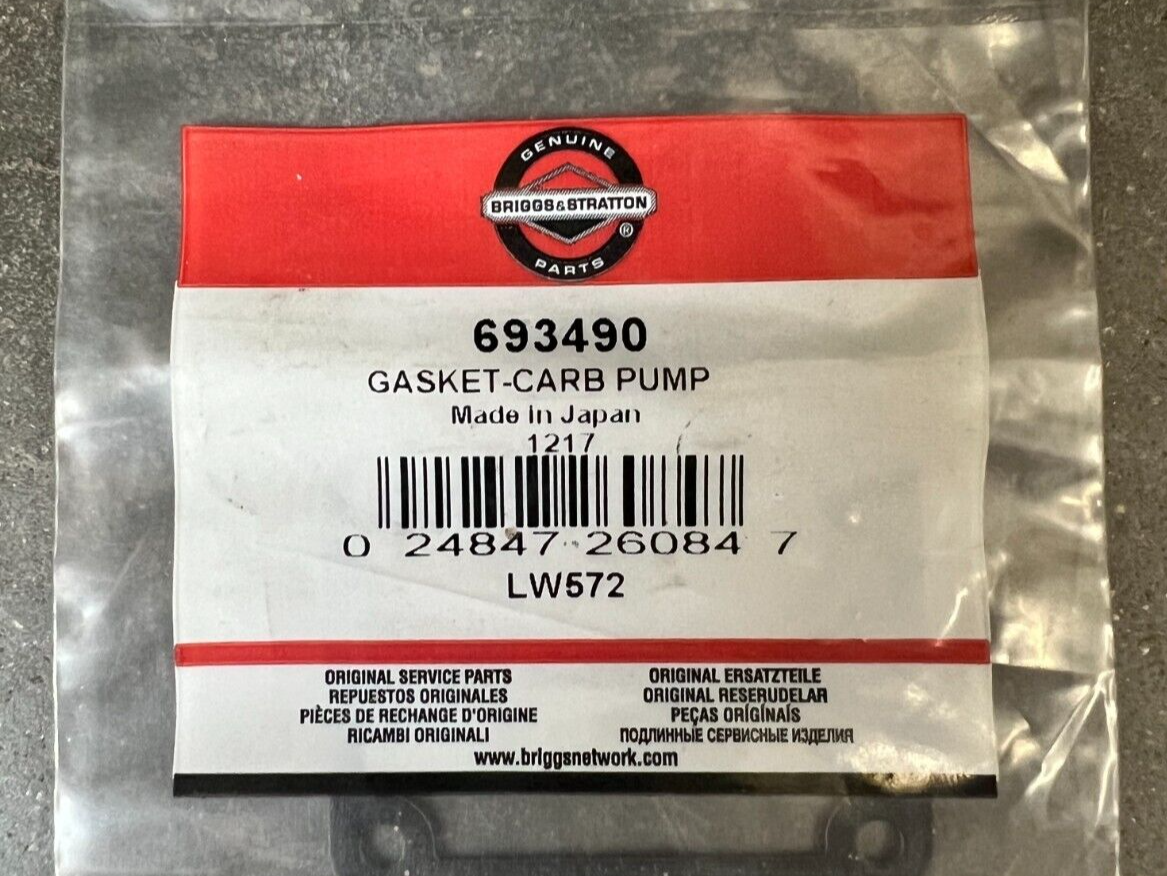 GENUINE
BRIGGS&STRATTON
®
PARTS
693490
GASKET-CARB PUMP
Made in Japan
1217
0 24847 26084 7
LW572
ORIGINAL SERVICE PARTS
REPUESTOS ORIGINALES
PIÈCES DE RECHANGE D'ORIGINE
RICAMBI ORIGINALI
ORIGINAL ERSATZTEILE
ORIGINAL RESERUDELAR
PEÇAS ORÍGÍNAÍS
ПОДЛИННЫЕ СЕРВИСНЫЕ ИЗДЕЛИЯ
www.briggsnetwork.com